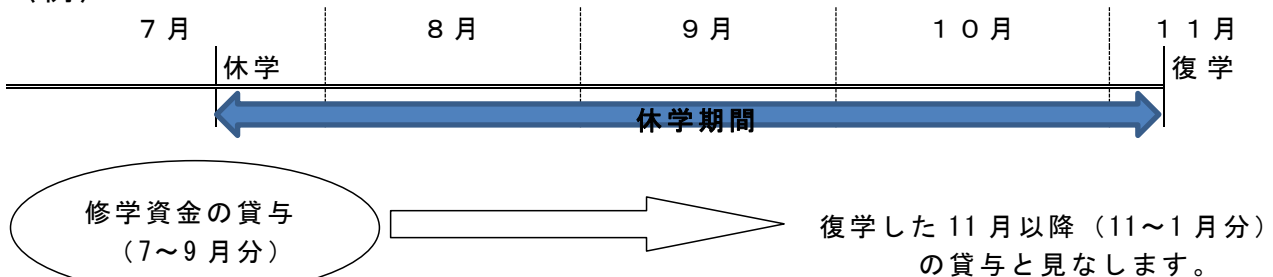 ７月 ８月 ９月 １０月 １１月
休学 復学
休学期間
修学資金の貸与
（7～9 月分）
復学した 11 月以降（11～1 月分）
の貸与と見なします。